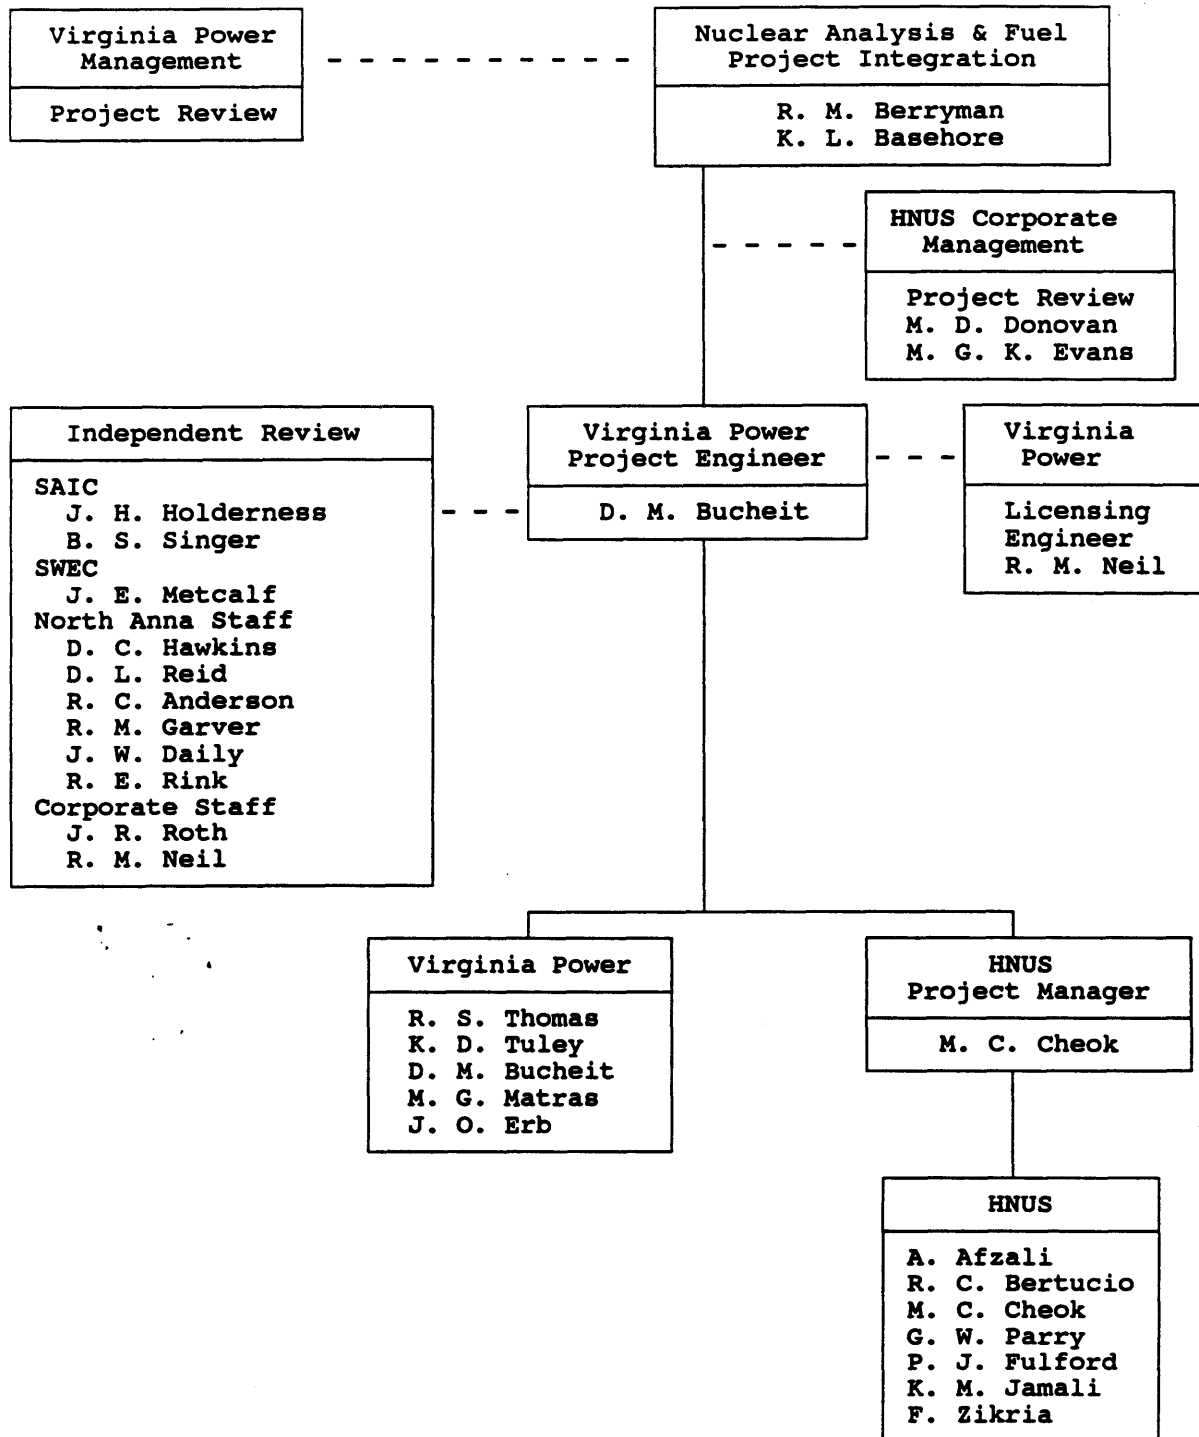 Virginia Power
Management
Project Review
Nuclear Analysis & Fuel
Project Integration
R. M. Berryman
K. L. Basehore
HNUS Corporate
Management
Project Review
M. D. Donovan
M. G. K. Evans
Independent Review
SAIC
J. H. Holderness
B. S. Singer
SWEC
J. E. Metcalf
North Anna Staff
D. C. Hawkins
D. L. Reid
R. C. Anderson
R. M. Garver
J. W. Daily
R. E. Rink
Corporate Staff
J. R. Roth
R. M. Neil
Virginia Power
Project Engineer
D. M. Bucheit
Virginia
Power
Licensing
Engineer
R. M. Neil
Virginia Power
R. S. Thomas
K. D. Tuley
D. M. Bucheit
M. G. Matras
J. O. Erb
HNUS
Project Manager
M. C. Cheok
HNUS
A. Afzali
R. C. Bertucio
M. C. Cheok
G. W. Parry
P. J. Fulford
K. M. Jamali
F. Zikria